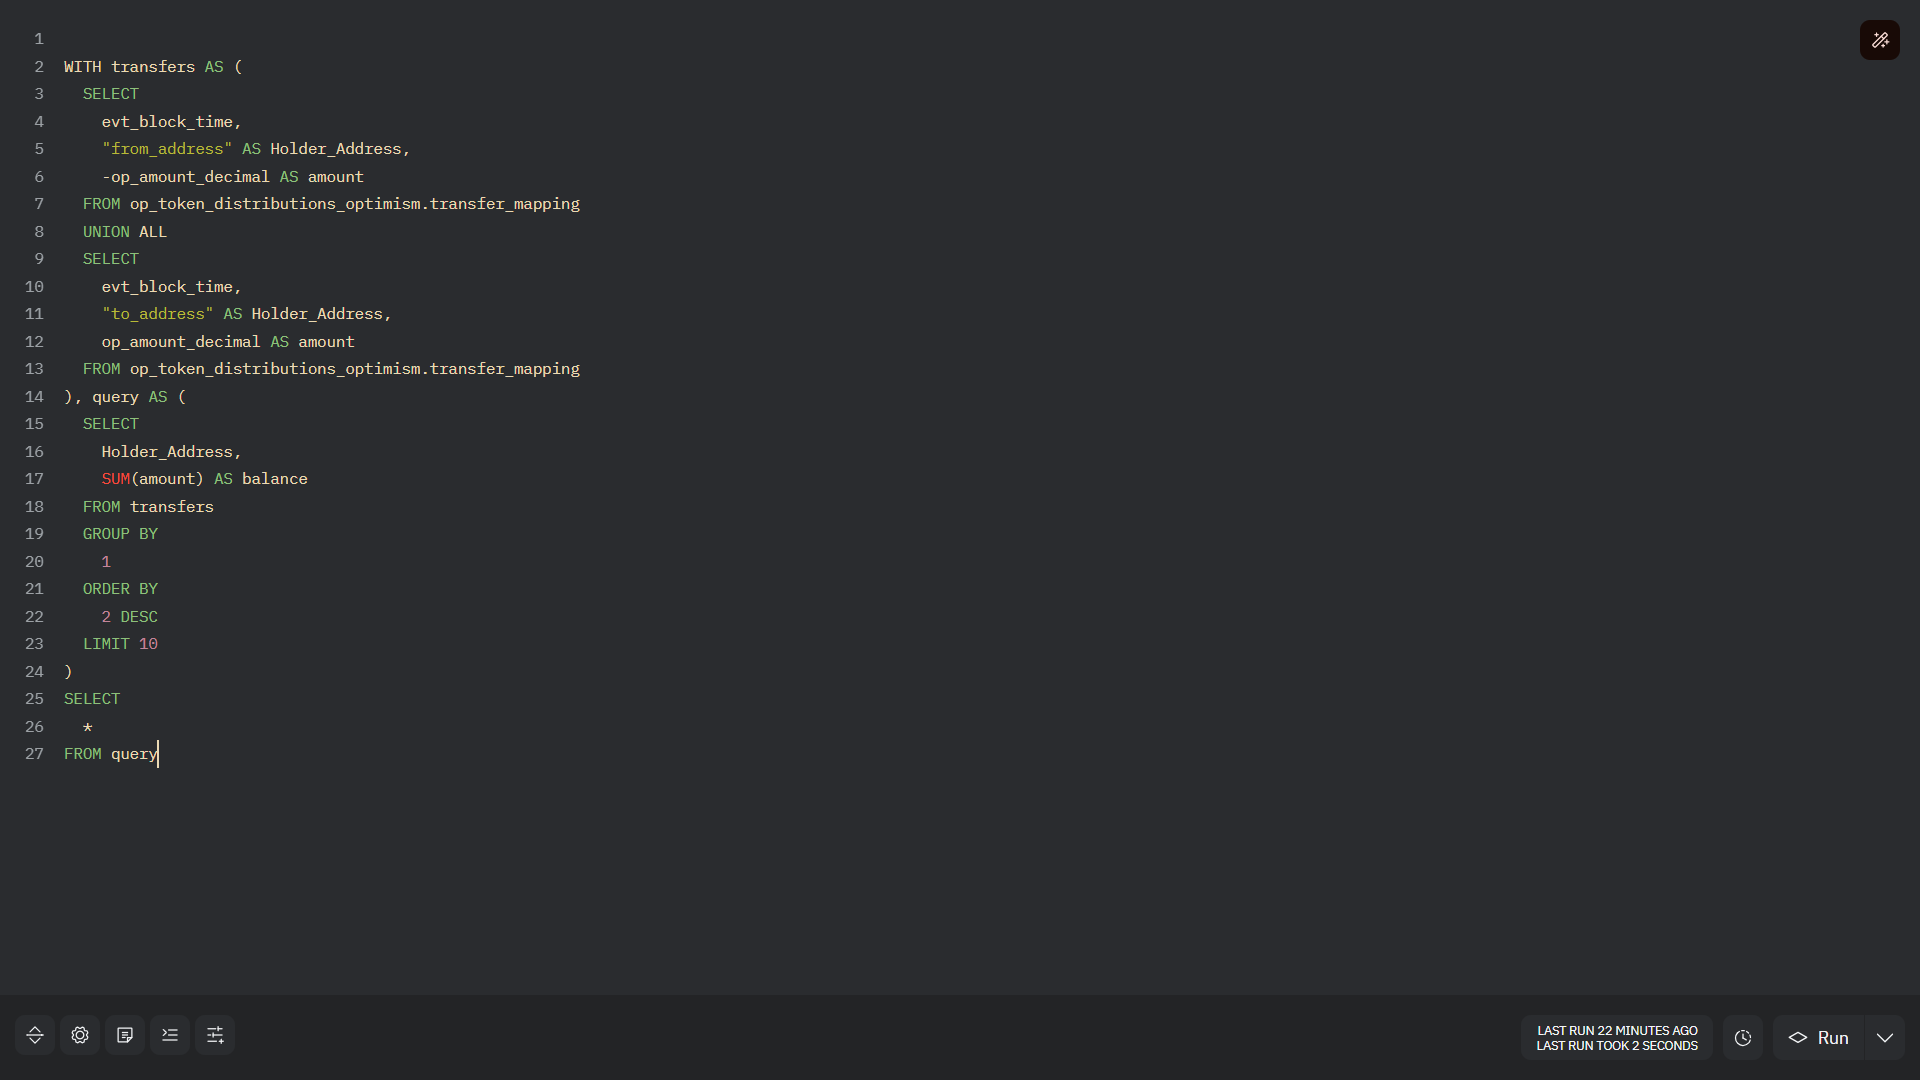 1
2 WITH transfers AS (
3   SELECT
4     evt_block_time,
5     "from_address" AS Holder_Address,
6     -op_amount_decimal AS amount
7   FROM op_token_distributions_optimism.transfer_mapping
8   UNION ALL
9   SELECT
10     evt_block_time,
11     "to_address" AS Holder_Address,
12     op_amount_decimal AS amount
13   FROM op_token_distributions_optimism.transfer_mapping
14 ), query AS (
15   SELECT
16     Holder_Address,
17     SUM(amount) AS balance
18   FROM transfers
19   GROUP BY
20     1
21   ORDER BY
22     2 DESC
23   LIMIT 10
24 )
25 SELECT
26   *
27 FROM query
LAST RUN 22 MINUTES AGO
LAST RUN TOOK 2 SECONDS
Run